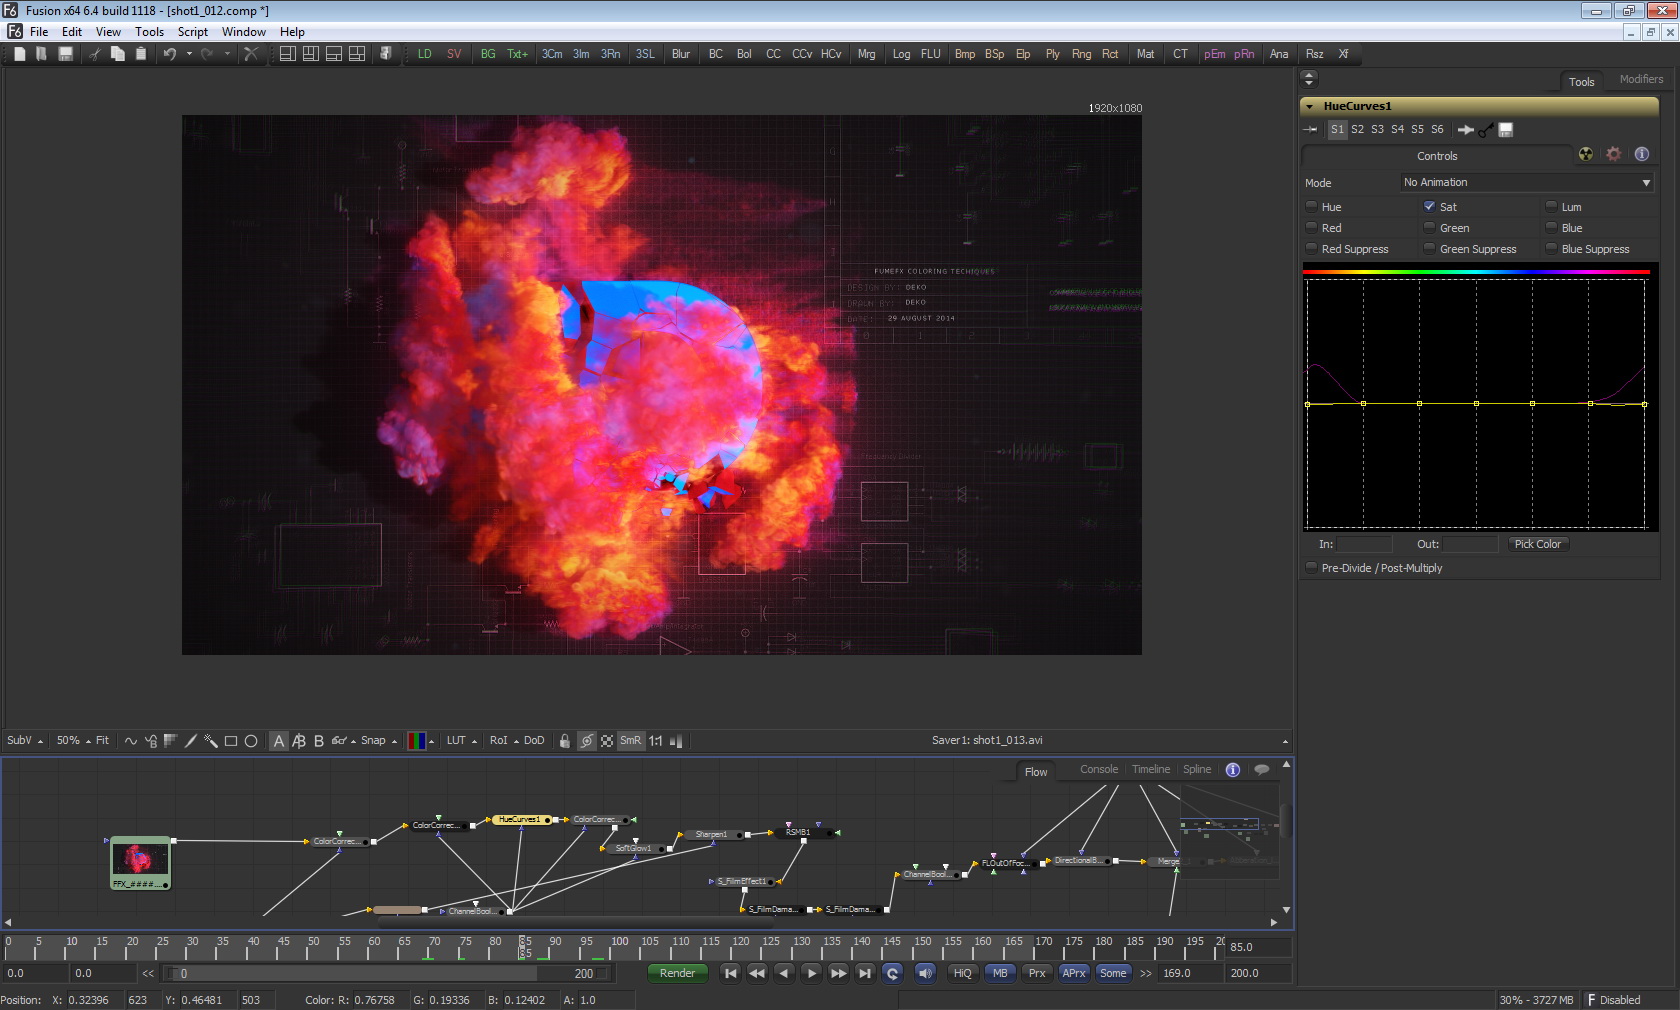 Fusion x64 6.4 build 1118 - [shot1_012.comp *]
File Edit View Tools Script Window Help
LD SV BG Txt+ 3Cm 3Im 3Rn 3SL Blur BC Bol CC CCv HCv Mrg Log FLU Bmp BSp Elp Ply Rng Rct Mat CT pEm pRn Ana Rsz Xf
1920x1080
FUMEFX COLORING TECHIQUES
DESIGN BY: DEKO
DRAWN BY: DEKO
DATE: 29 AUGUST 2014
Tools Modifiers
HueCurves1
S1 S2 S3 S4 S5 S6
Controls
Mode No Animation
Hue Sat Lum
Red Green Blue
Red Suppress Green Suppress Blue Suppress
In: Out: Pick Color
Pre-Divide / Post-Multiply
SubV 50% Fit A B B Snap LUT RoI DoD SmR 1:1 Saver1: shot1_013.avi
Flow Console Timeline Spline
ColorCorrec... HueCurves1 ColorCorrec...
ColorCorrec... Sharpen1 RSMB1
SoftGlow1
FFX_####....
S_FilmEffect1 ChannelBool... FLOutOfFoc... DirectionalB... Merge
ChannelBool... S_FilmDama... S_FilmDama...
0 5 10 15 20 25 30 35 40 45 50 55 60 65 70 75 80 85 90 95 100 105 110 115 120 125 130 135 140 145 150 155 160 165 170 175 180 185 190 195 85.0
0.0 0.0 << 0 200 Render HiQ MB Prx APrx Some >> 169.0 200.0
Position: X: 0.32396 623 Y: 0.46481 503 Color: R: 0.76758 G: 0.19336 B: 0.12402 A: 1.0 30% - 3727 MB F Disabled